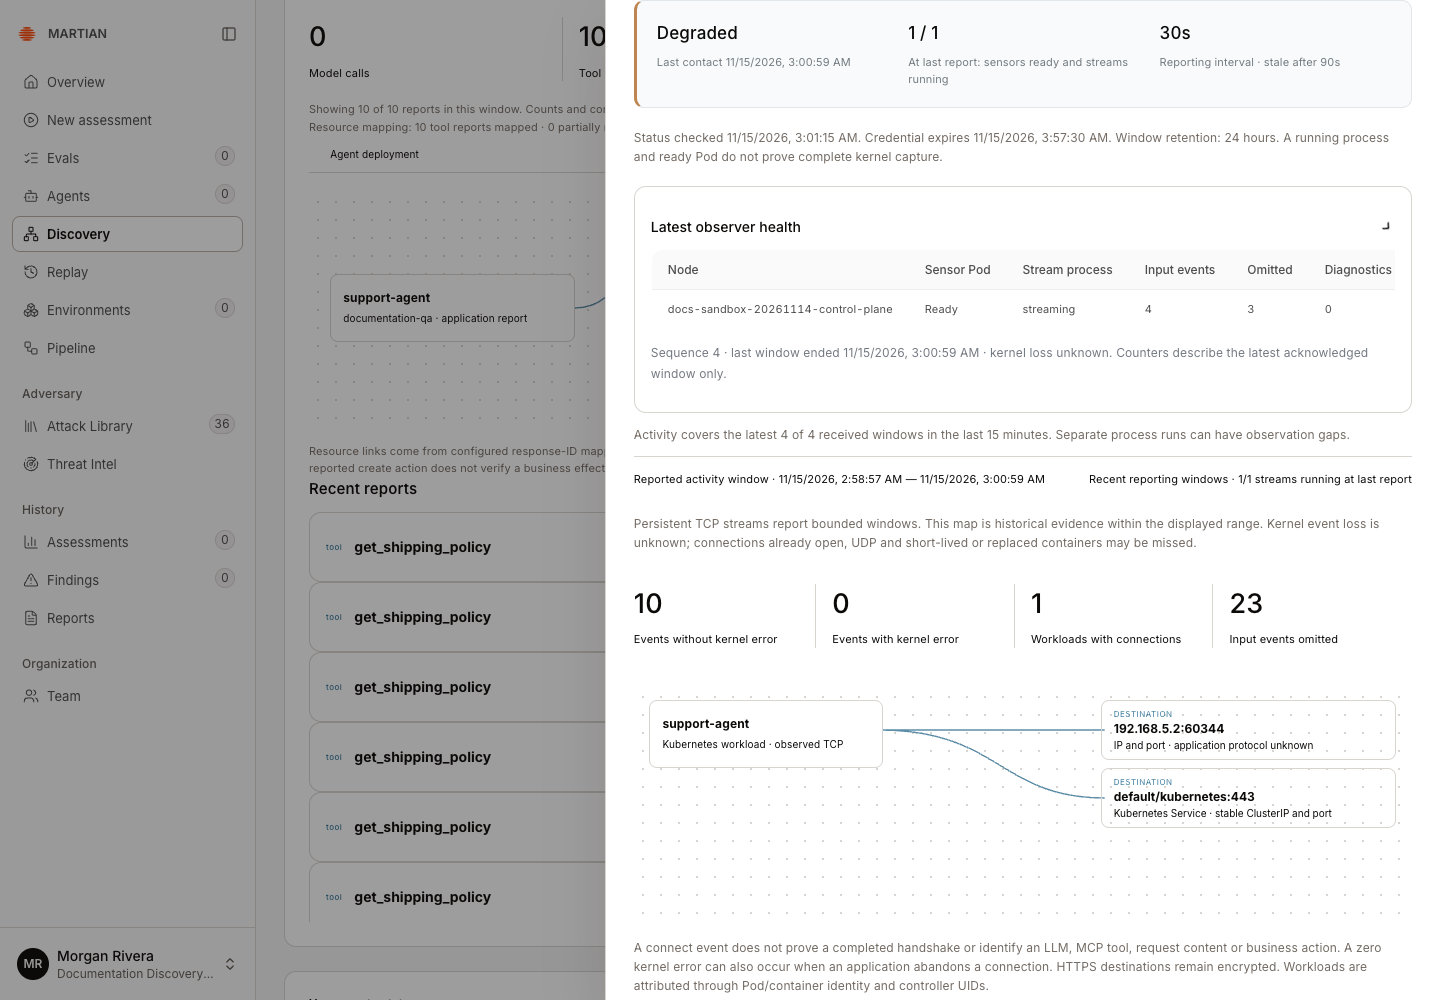 MARTIAN
Overview
New assessment
Evals 0
Agents 0
Discovery
Replay
Environments
Pipeline
Adversary
Attack Library 36
Threat Intel
History
Assessments 0
Findings 0
Reports
Organization
Team
MR
Morgan Rivera
Documentation Discovery...
0
Model calls
10
Tool
Showing 10 of 10 reports in this window. Counts and
Resource mapping: 10 tool reports mapped · 0 partially
Agent deployment
support-agent
documentation-qa · application report
Resource links come from configured response-ID
reported create action does not verify a business effect
Recent reports
tool get_shipping_policy
tool get_shipping_policy
tool get_shipping_policy
tool get_shipping_policy
tool get_shipping_policy
tool get_shipping_policy
Degraded
Last contact 11/15/2026, 3:00:59 AM
1 / 1
At last report: sensors ready and streams
running
30s
Reporting interval · stale after 90s
Status checked 11/15/2026, 3:01:15 AM. Credential expires 11/15/2026, 3:57:30 AM. Window retention: 24 hours. A running process
and ready Pod do not prove complete kernel capture.
Latest observer health
Node Sensor Pod Stream process Input events Omitted Diagnostics
docs-sandbox-20261114-control-plane Ready streaming 4 3 0
Sequence 4 · last window ended 11/15/2026, 3:00:59 AM · kernel loss unknown. Counters describe the latest acknowledged
window only.
Activity covers the latest 4 of 4 received windows in the last 15 minutes. Separate process runs can have observation gaps.
Reported activity window · 11/15/2026, 2:58:57 AM — 11/15/2026, 3:00:59 AM
Recent reporting windows · 1/1 streams running at last report
Persistent TCP streams report bounded windows. This map is historical evidence within the displayed range. Kernel event loss is
unknown; connections already open, UDP and short-lived or replaced containers may be missed.
10
Events without kernel error
0
Events with kernel error
1
Workloads with connections
23
Input events omitted
support-agent
Kubernetes workload · observed TCP
DESTINATION
192.168.5.2:60344
IP and port · application protocol unknown
DESTINATION
default/kubernetes:443
Kubernetes Service · stable ClusterIP and port
A connect event does not prove a completed handshake or identify an LLM, MCP tool, request content or business action. A zero
kernel error can also occur when an application abandons a connection. HTTPS destinations remain encrypted. Workloads are
attributed through Pod/container identity and controller UIDs.